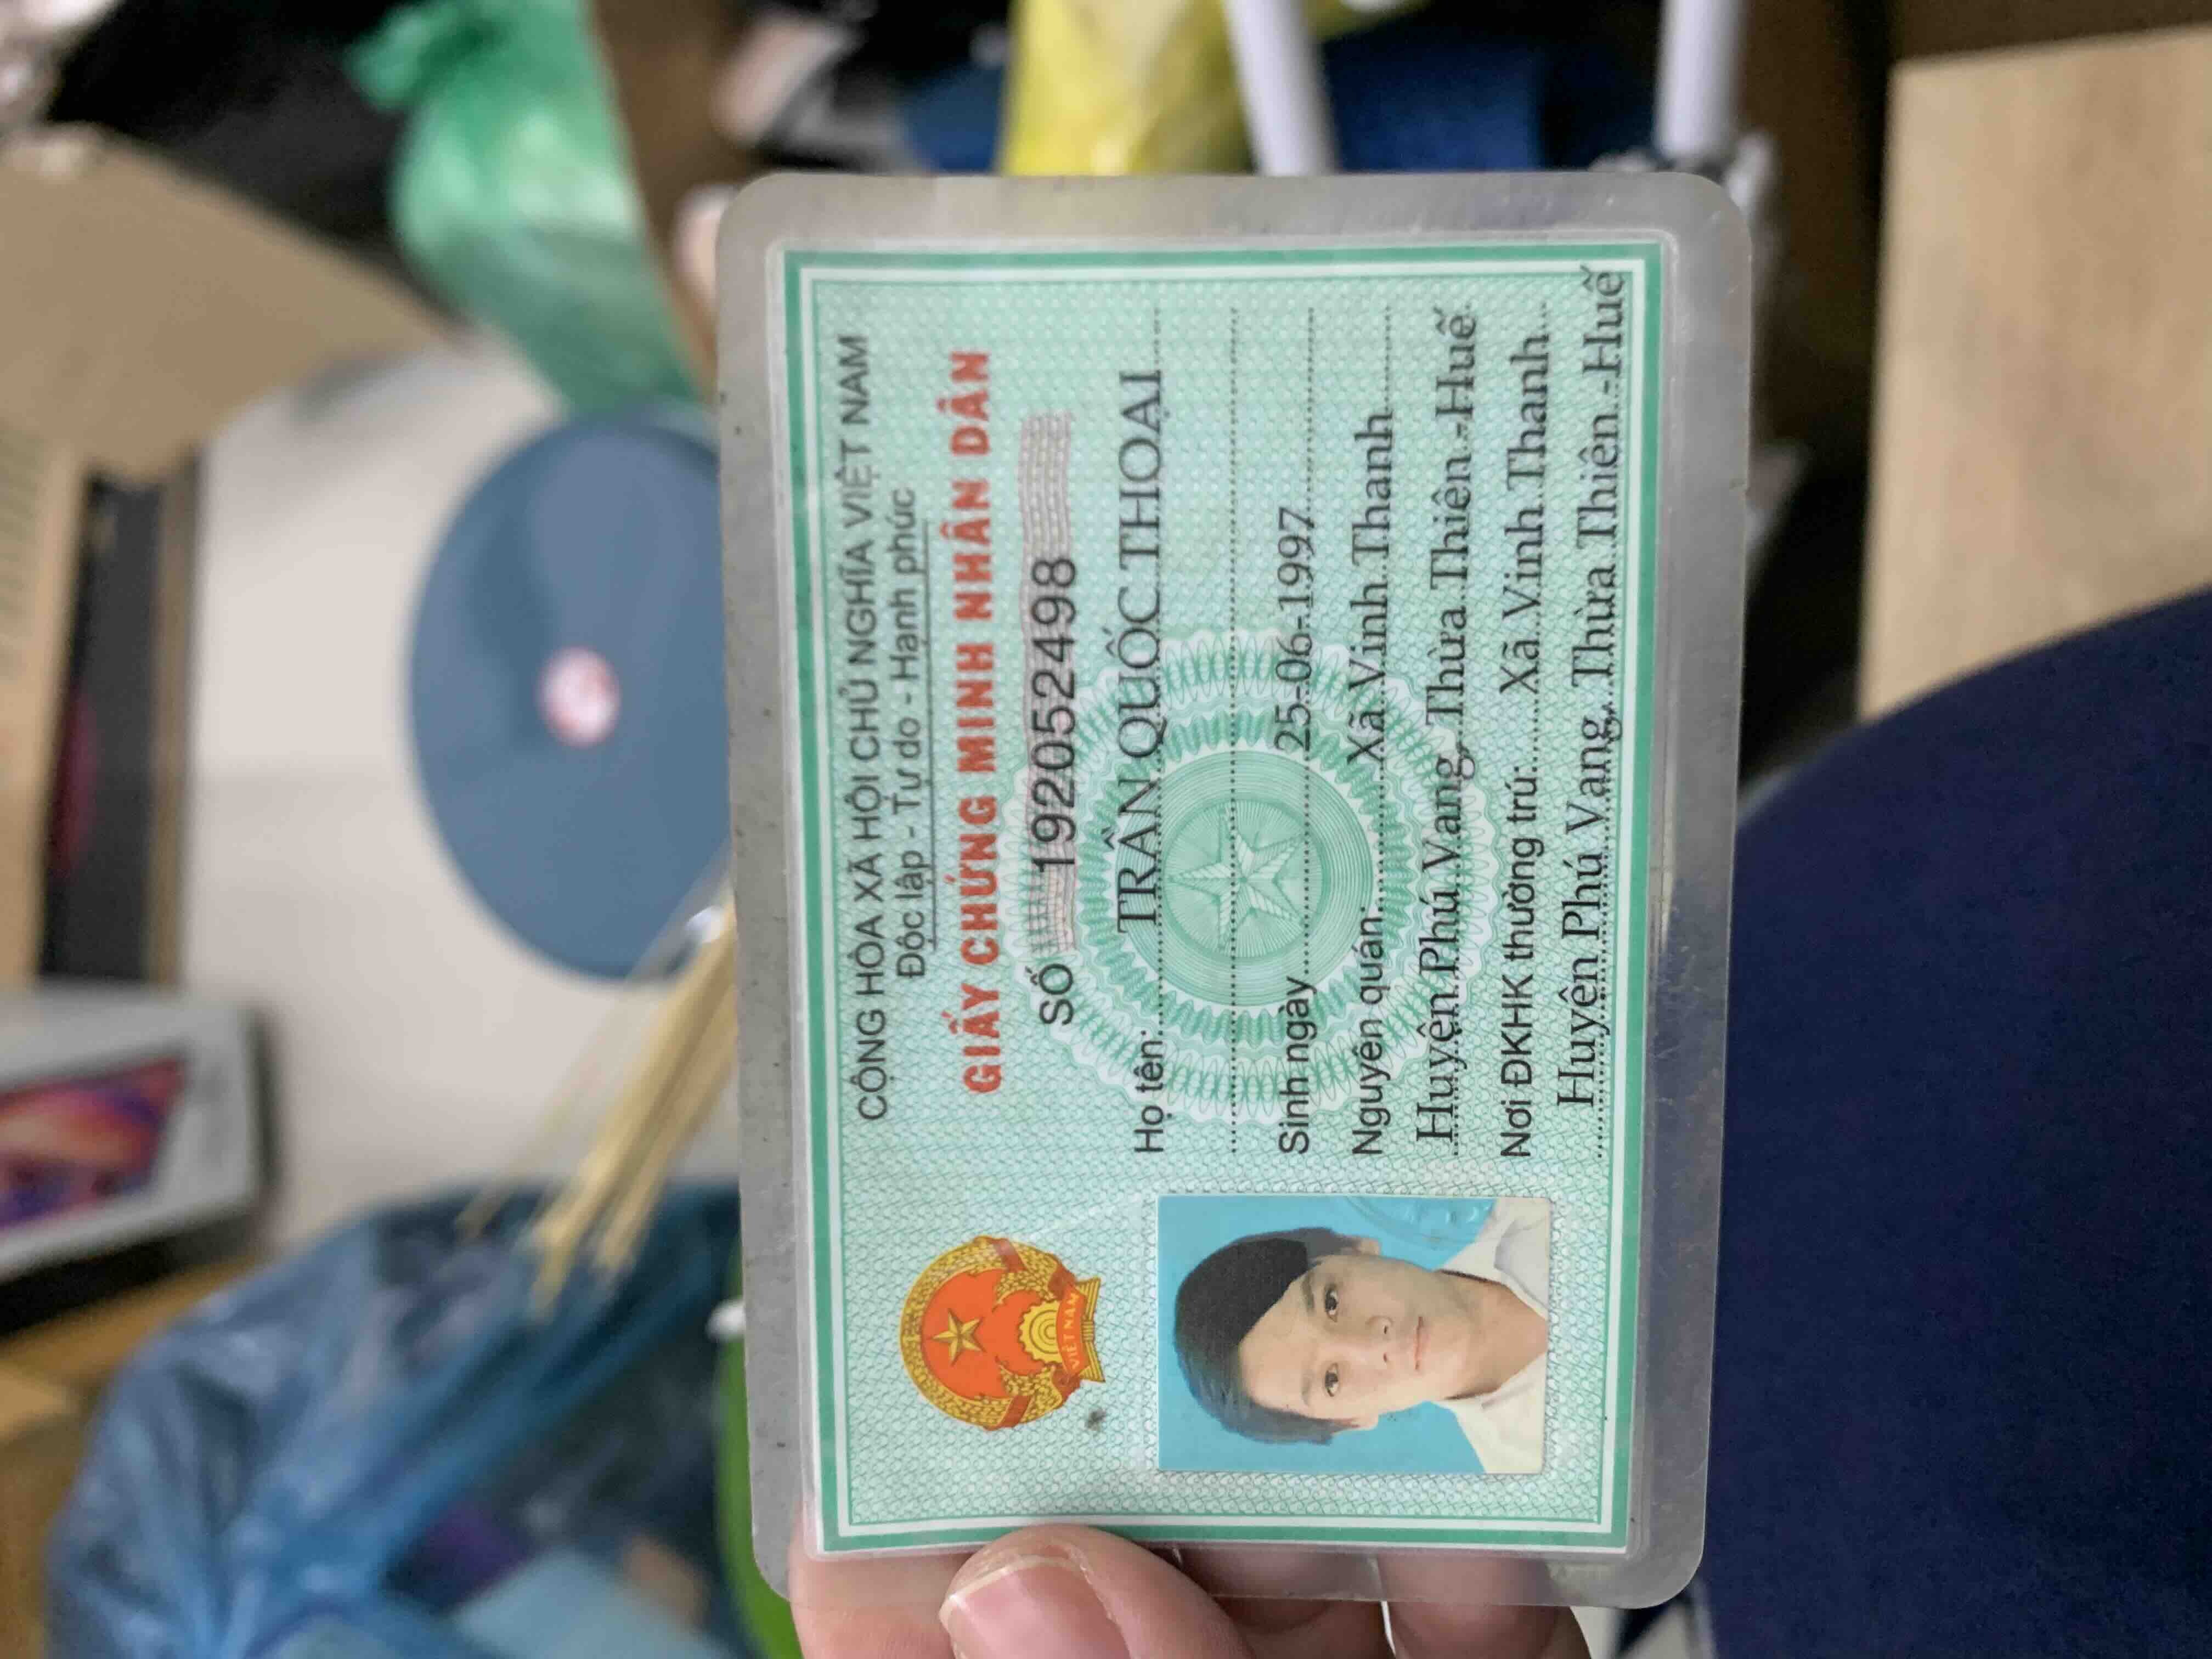 CỘNG HÒA XÃ HỘI CHỦ NGHĨA VIỆT NAM
Độc lập - Tự do - Hạnh phúc
GIẤY CHỨNG MINH NHÂN DÂN
SỐ 192052498
Họ tên: TRẦN QUỐC THOẠI
Sinh ngày 25-06-1997
Nguyên quán: Xã Vinh Thanh
Huyện Phú Vang, Thừa Thiên -Huế
Nơi ĐKHK thường trú: Xã Vinh Thanh
Huyện Phú Vang, Thừa Thiên -Huế
VIỆT NAM